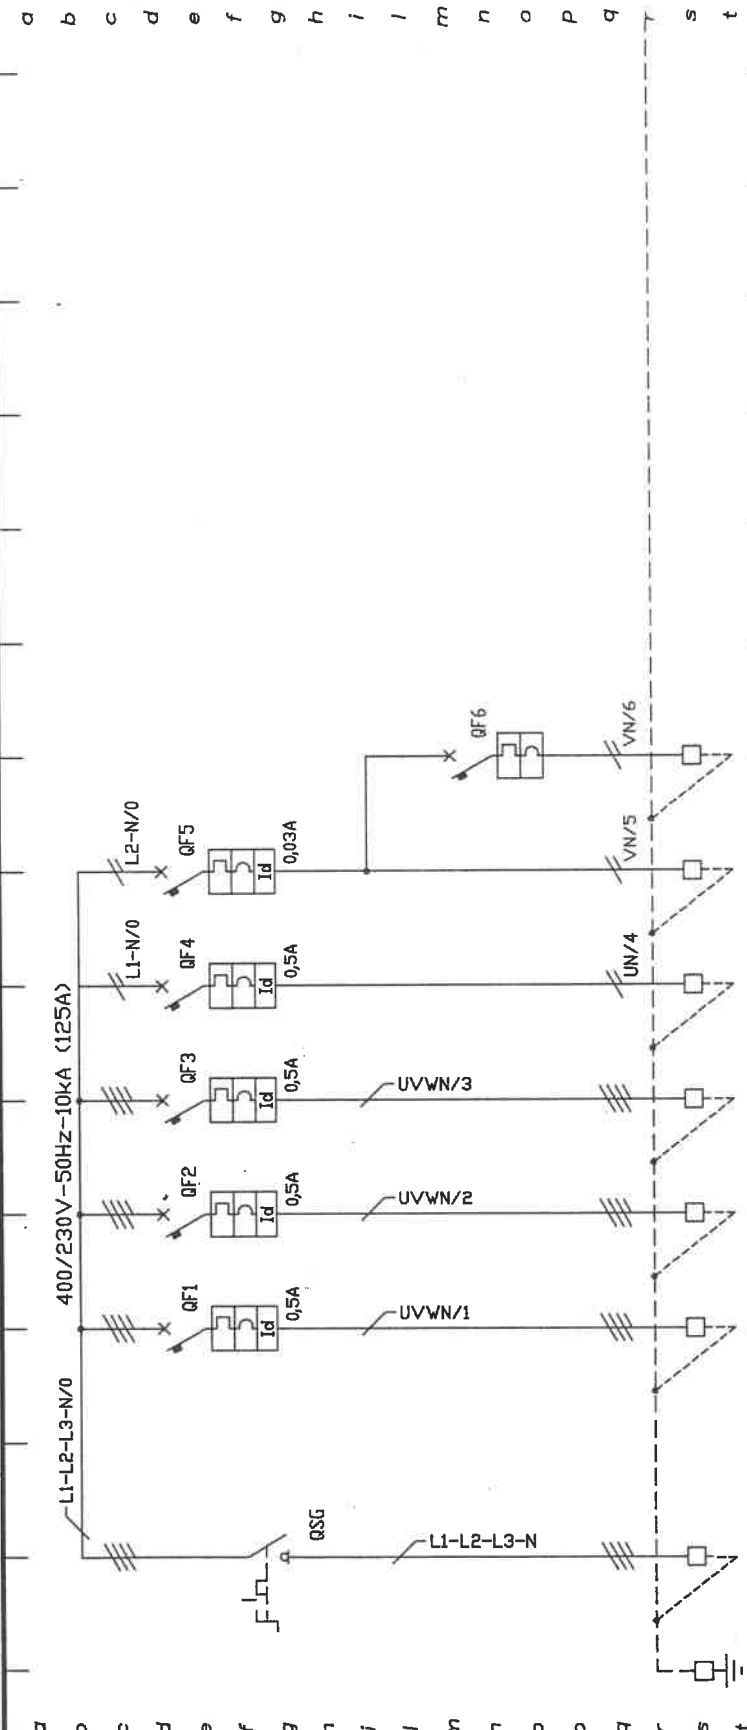 a b c d e f g h i l m n o p q r s t
L1-L2-L3-N/0
400/230V-50Hz-10kA (125A)
L1-N/0
L2-N/0
QSG
QF1
QF2
QF3
QF4
QF5
QF6
Id
Id
Id
Id
Id
0,5A
0,5A
0,5A
0,5A
0,03A
L1-L2-L3-N
UVWN/1
UVWN/2
UVWN/3
UN/4
VN/5
VN/6
a b c d e f g h i l m n o p q r s t